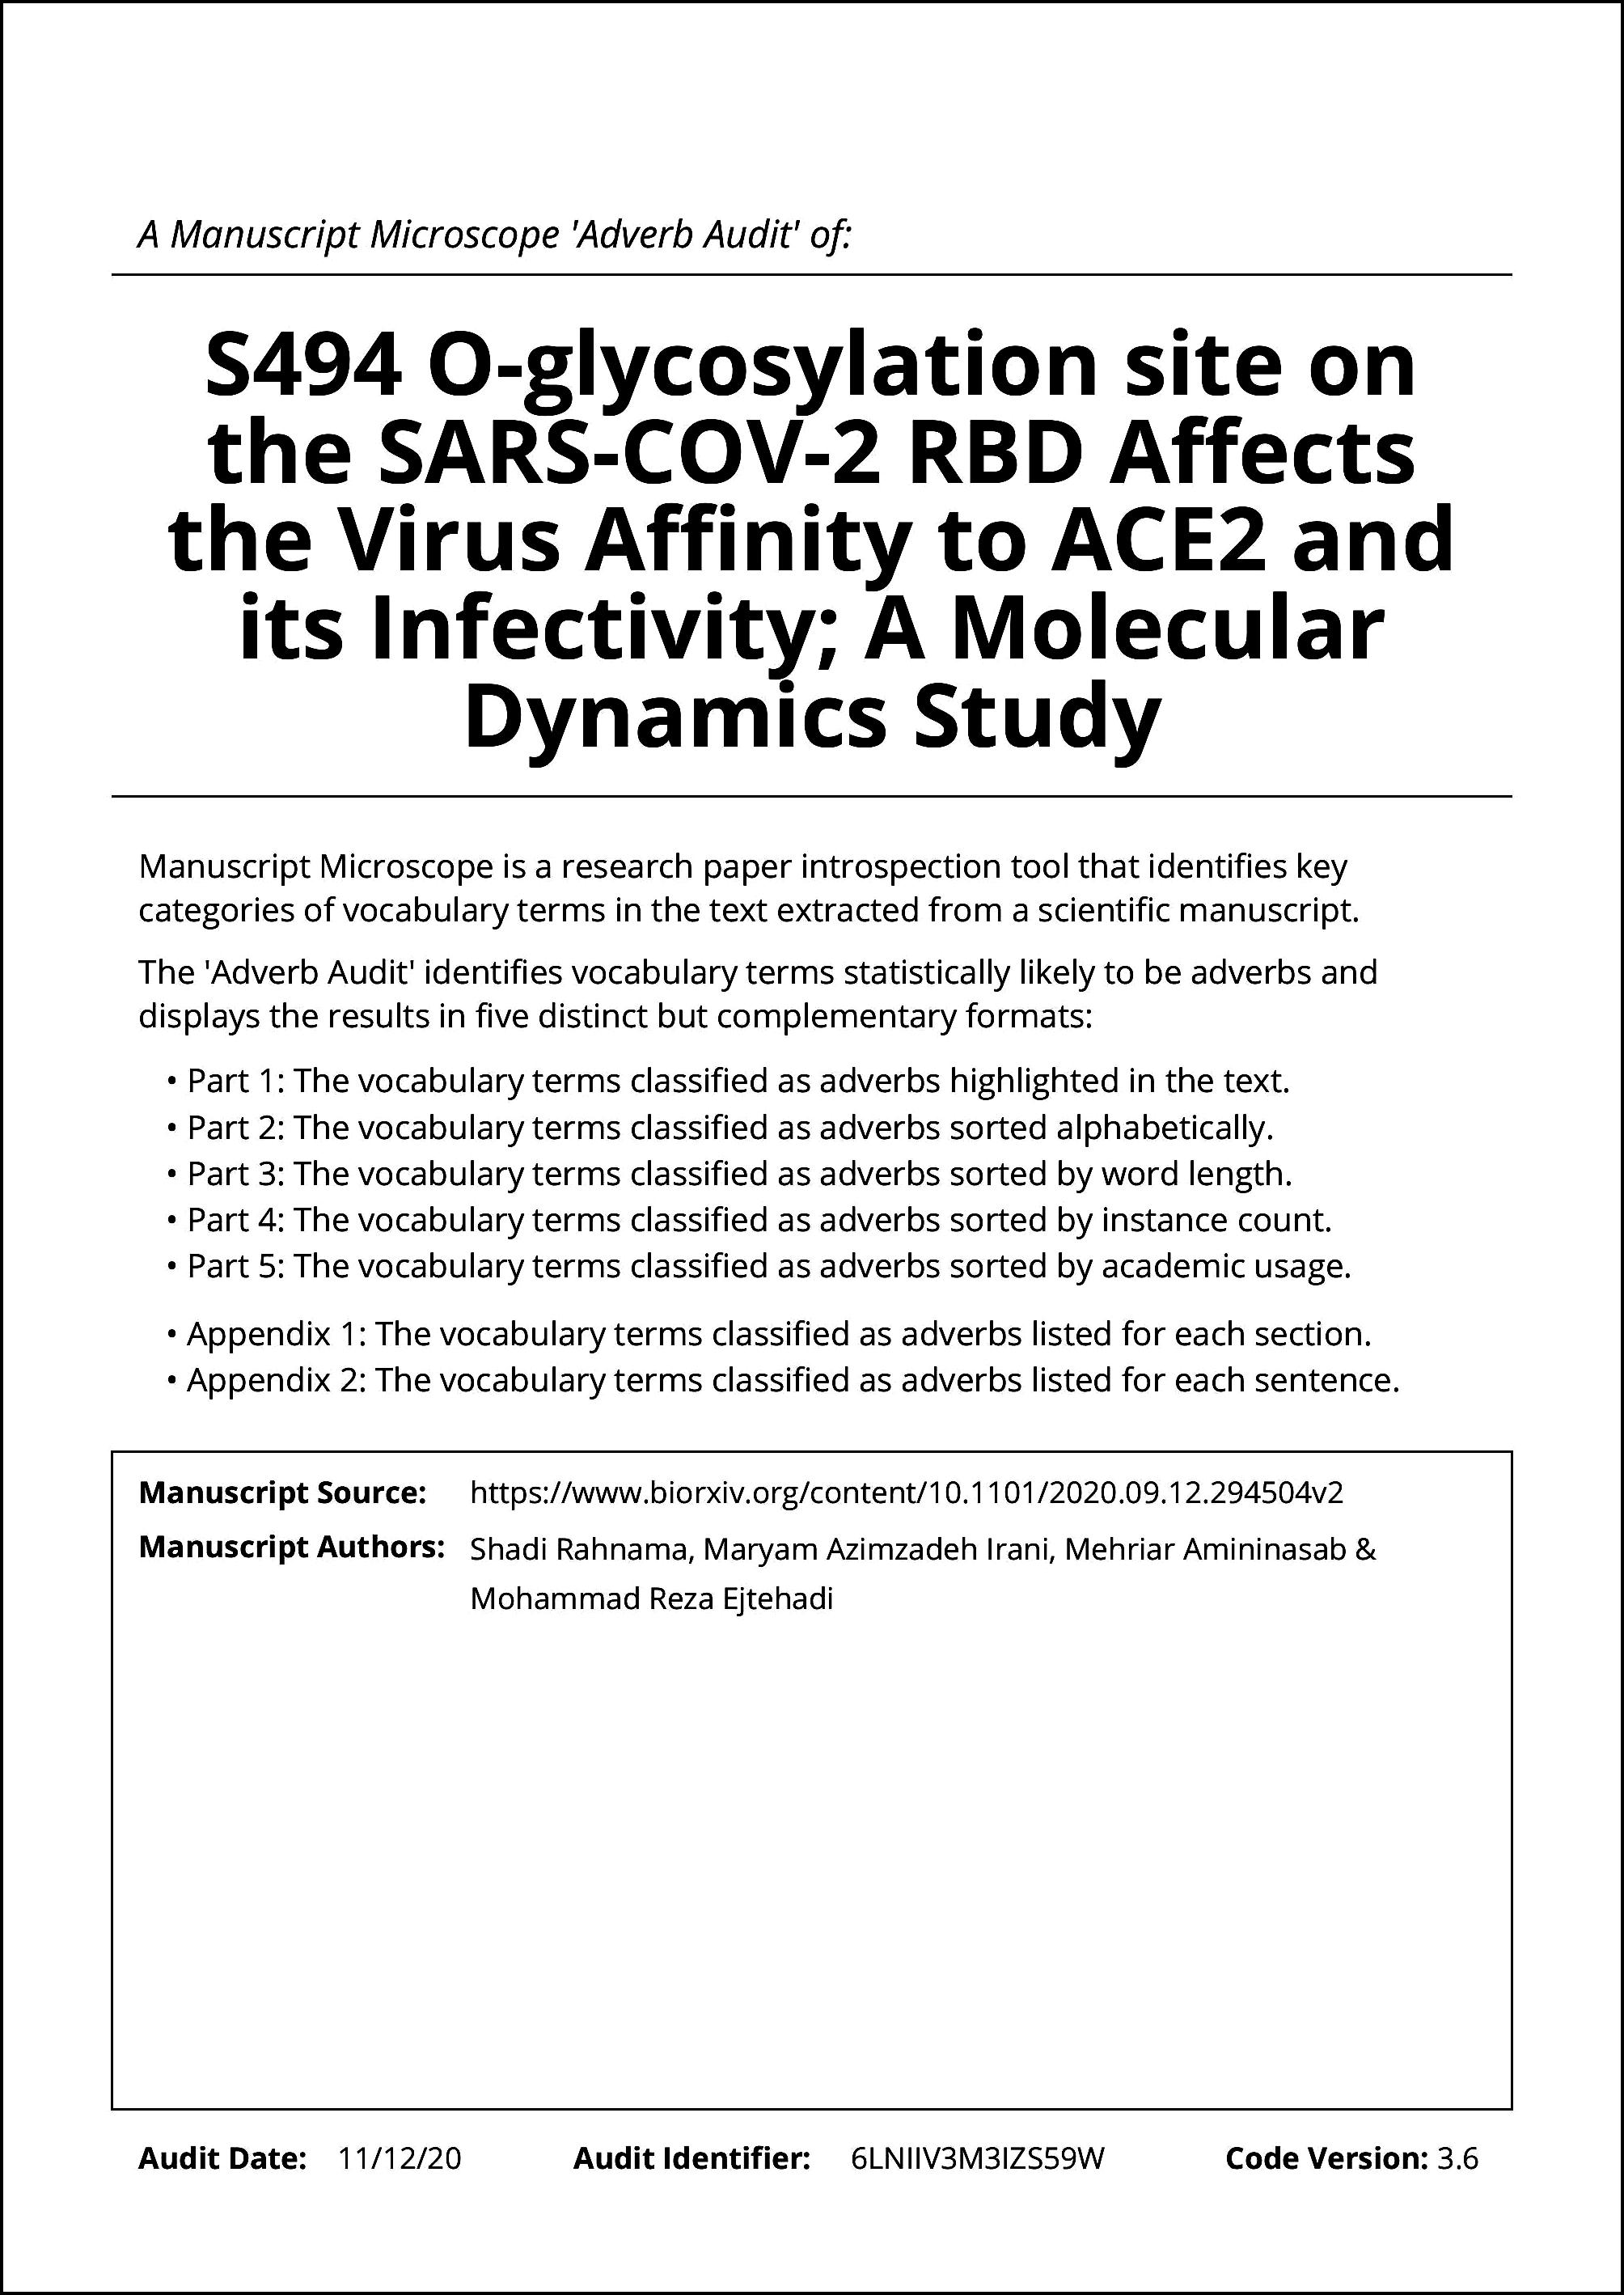 A Manuscript Microscope 'Adverb Audit' of:
S494 O-glycosylation site on
the SARS-COV-2 RBD Affects
the Virus Affinity to ACE2 and
its Infectivity; A Molecular
Dynamics Study
Manuscript Microscope is a research paper introspection tool that identifies key
categories of vocabulary terms in the text extracted from a scientific manuscript.
The 'Adverb Audit' identifies vocabulary terms statistically likely to be adverbs and
displays the results in five distinct but complementary formats:
• Part 1: The vocabulary terms classified as adverbs highlighted in the text.
• Part 2: The vocabulary terms classified as adverbs sorted alphabetically.
• Part 3: The vocabulary terms classified as adverbs sorted by word length.
• Part 4: The vocabulary terms classified as adverbs sorted by instance count.
• Part 5: The vocabulary terms classified as adverbs sorted by academic usage.
• Appendix 1: The vocabulary terms classified as adverbs listed for each section.
• Appendix 2: The vocabulary terms classified as adverbs listed for each sentence.
Manuscript Source: https://www.biorxiv.org/content/10.1101/2020.09.12.294504v2
Manuscript Authors: Shadi Rahnama, Maryam Azimzadeh Irani, Mehriar Amininasab &
Mohammad Reza Ejtehadi
Audit Date: 11/12/20 Audit Identifier: 6LNIIV3M3IZS59W Code Version: 3.6